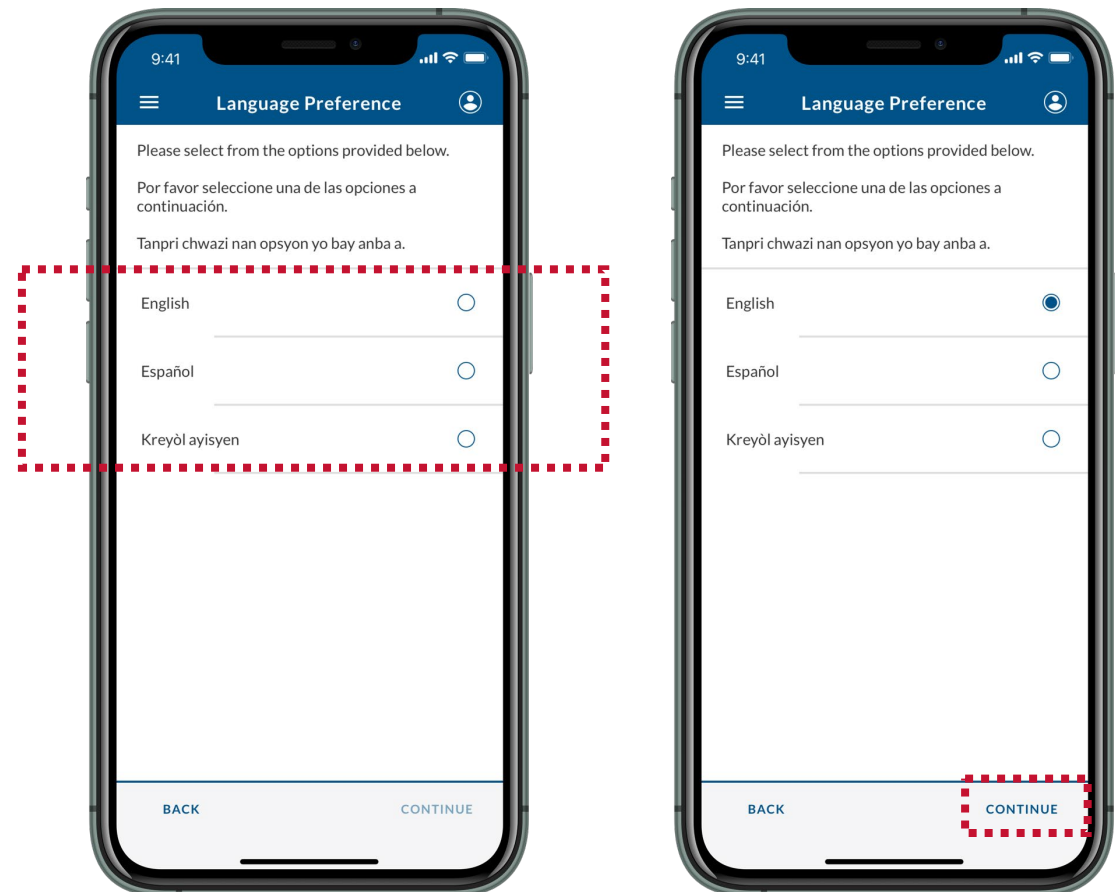 9:41
Language Preference
Please select from the options provided below.
Por favor seleccione una de las opciones a
continuación.
Tanpri chwazi nan opsyon yo bay anba a.
English
Español
Kreyòl ayisyen
BACK
CONTINUE
9:41
Language Preference
Please select from the options provided below.
Por favor seleccione una de las opciones a
continuación.
Tanpri chwazi nan opsyon yo bay anba a.
English
Español
Kreyòl ayisyen
BACK
CONTINUE